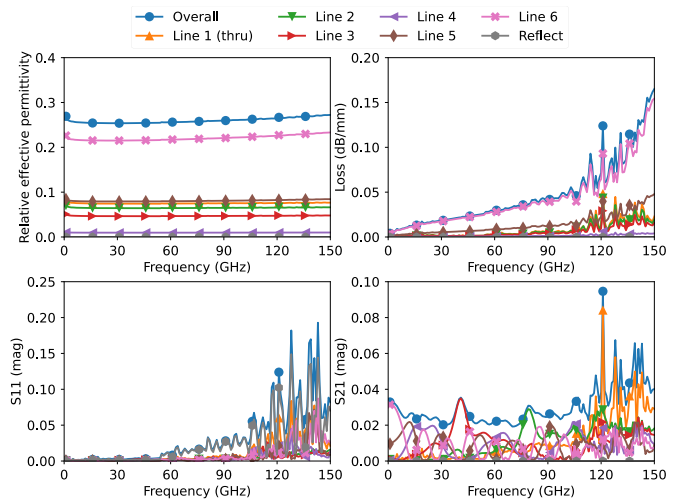 Overall
Line 2
Line 4
Line 6
Line 1 (thru)
Line 3
Line 5
Reflect
Relative effective permittivity
0.4
0.3
0.2
0.1
0.0
0 30 60 90 120 150
Frequency (GHz)
Loss (dB/mm)
0.20
0.15
0.10
0.05
0.00
0 30 60 90 120 150
Frequency (GHz)
S11 (mag)
0.25
0.20
0.15
0.10
0.05
0.00
0 30 60 90 120 150
Frequency (GHz)
S21 (mag)
0.10
0.08
0.06
0.04
0.02
0.00
0 30 60 90 120 150
Frequency (GHz)